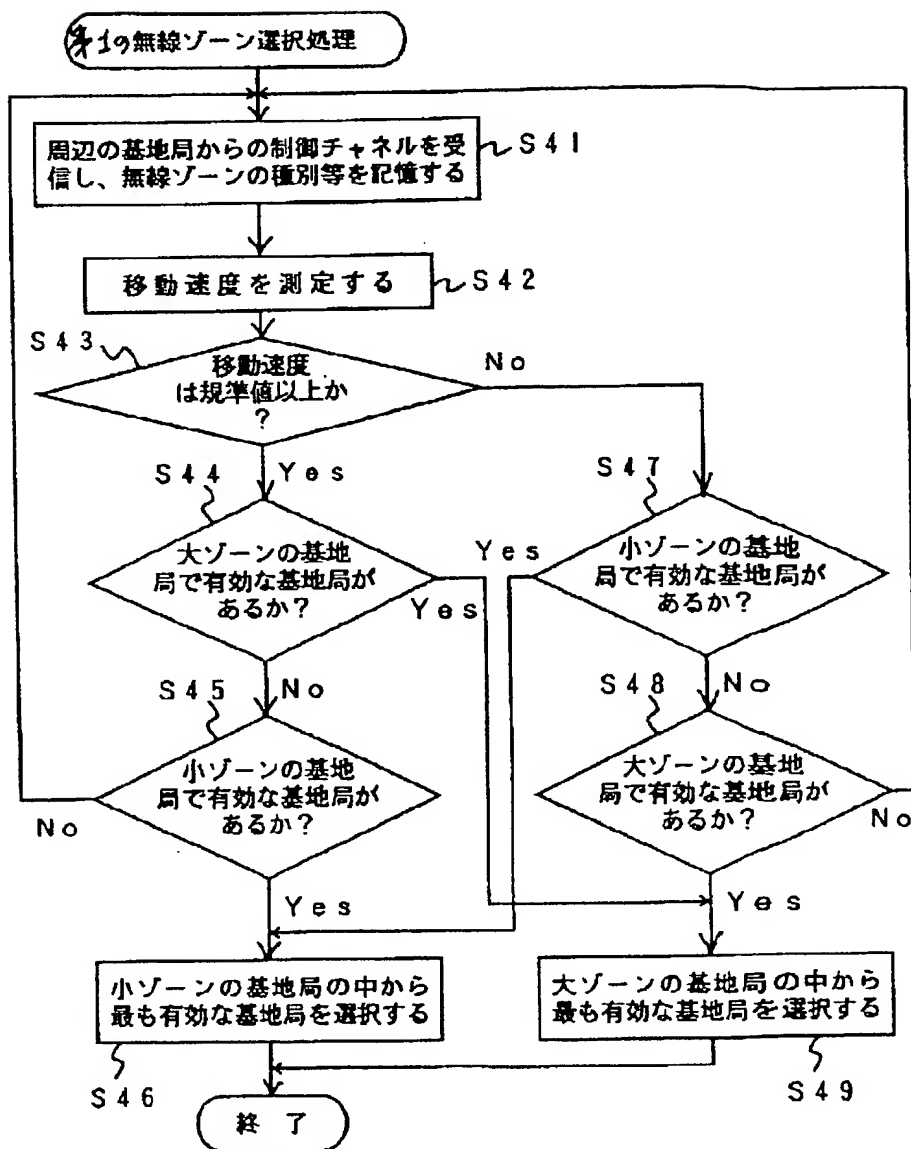 第1の無線ゾーン選択処理
周辺の基地局からの制御チャネルを受
信し、無線ゾーンの種別等を記憶する
S41
移動速度を測定する
S42
S43
移動速度
は規準値以上か
?
No
Yes
S44
大ゾーンの基地
局で有効な基地局が
あるか?
Yes
S47
小ゾーンの基地
局で有効な基地局が
あるか?
Yes
No
S45
小ゾーンの基地
局で有効な基地局が
あるか?
No
Yes
No
S48
大ゾーンの基地
局で有効な基地局が
あるか?
No
Yes
小ゾーンの基地局の中から
最も有効な基地局を選択する
S46
大ゾーンの基地局の中から
最も有効な基地局を選択する
S49
終了